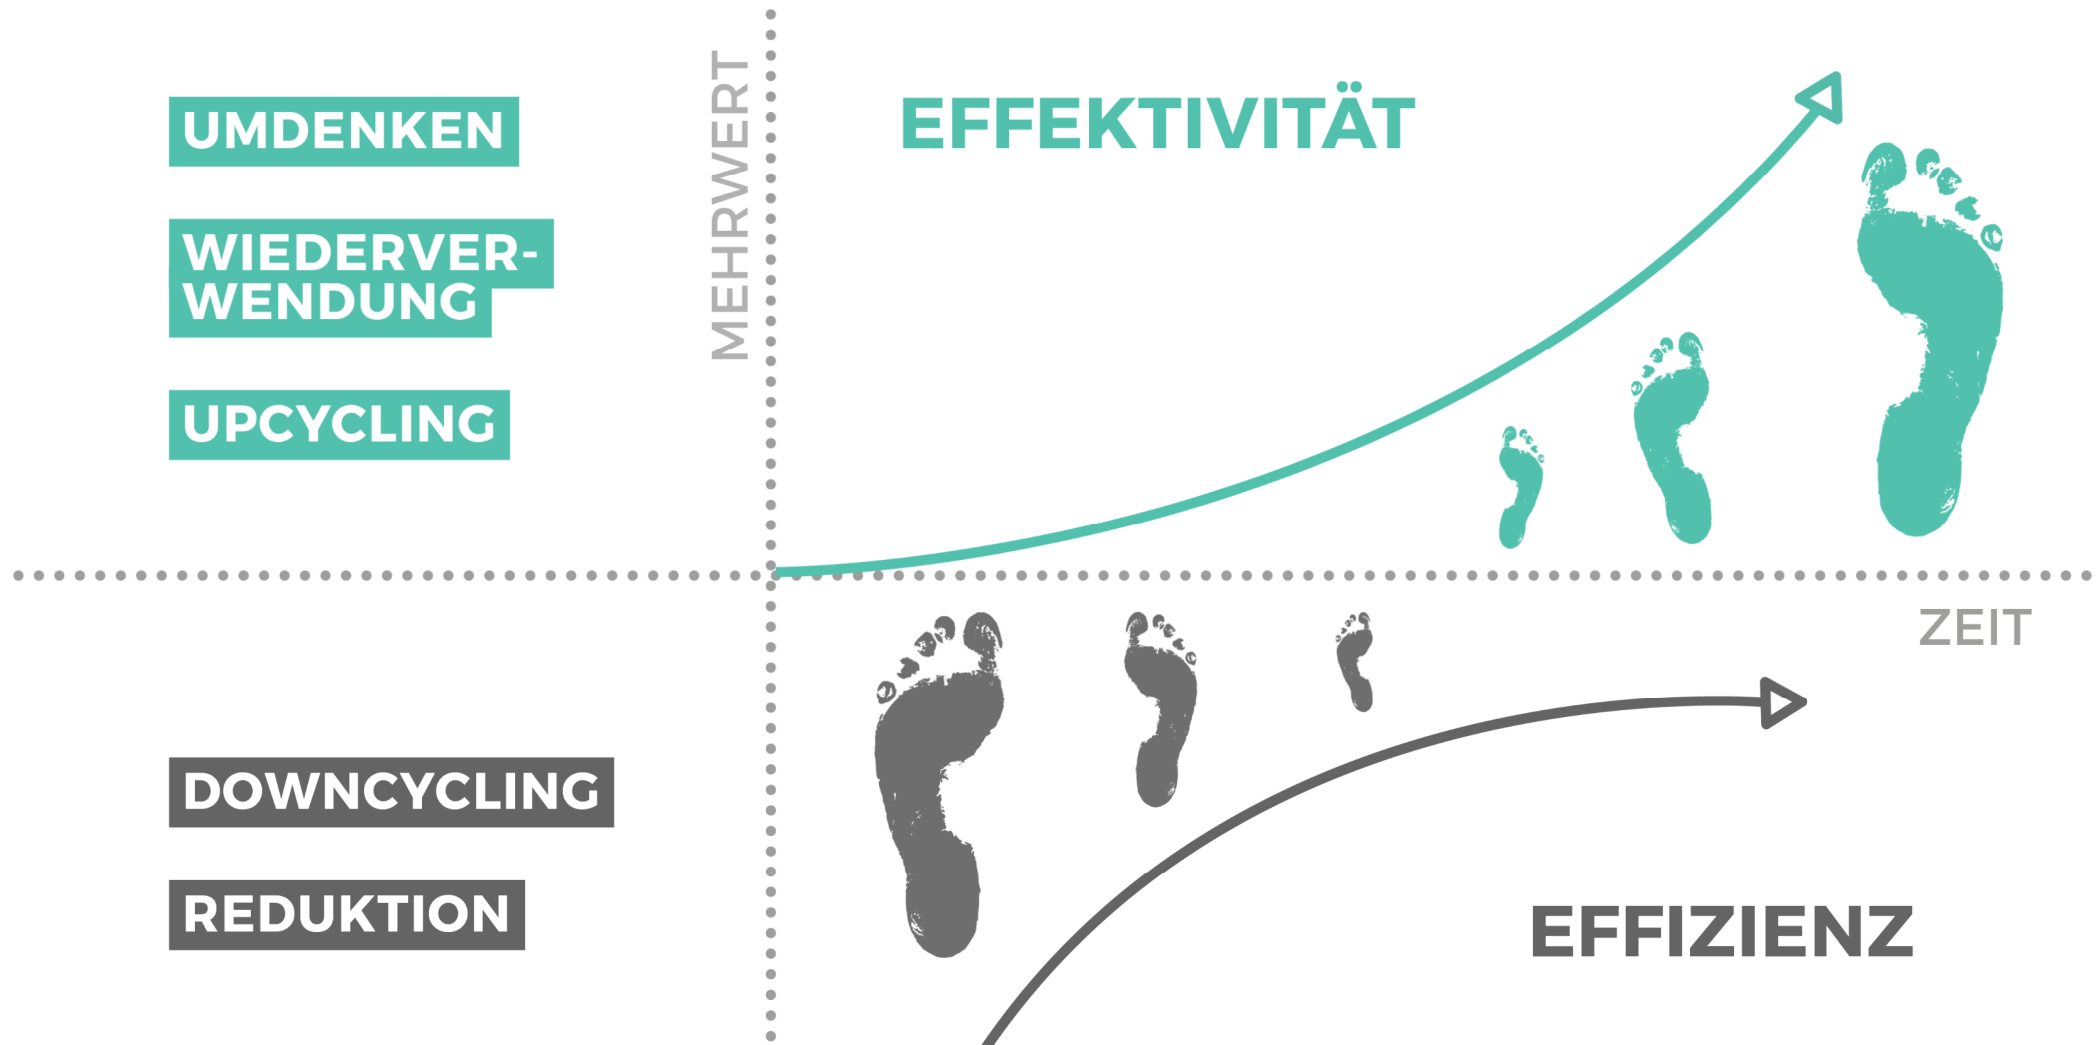 UMDENKEN
WIEDERVER-
WENDUNG
UPCYCLING
MEHRWERT
EFFEKTIVITÄT
ZEIT
DOWNCYCLING
REDUKTION
EFFIZIENZ